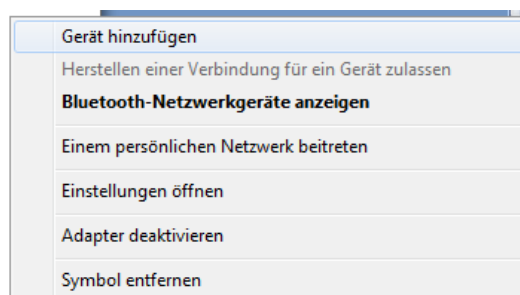 Gerät hinzufügen
Herstellen einer Verbindung für ein Gerät zulassen
Bluetooth-Netzwerkgeräte anzeigen
Einem persönlichen Netzwerk beitreten
Einstellungen öffnen
Adapter deaktivieren
Symbol entfernen